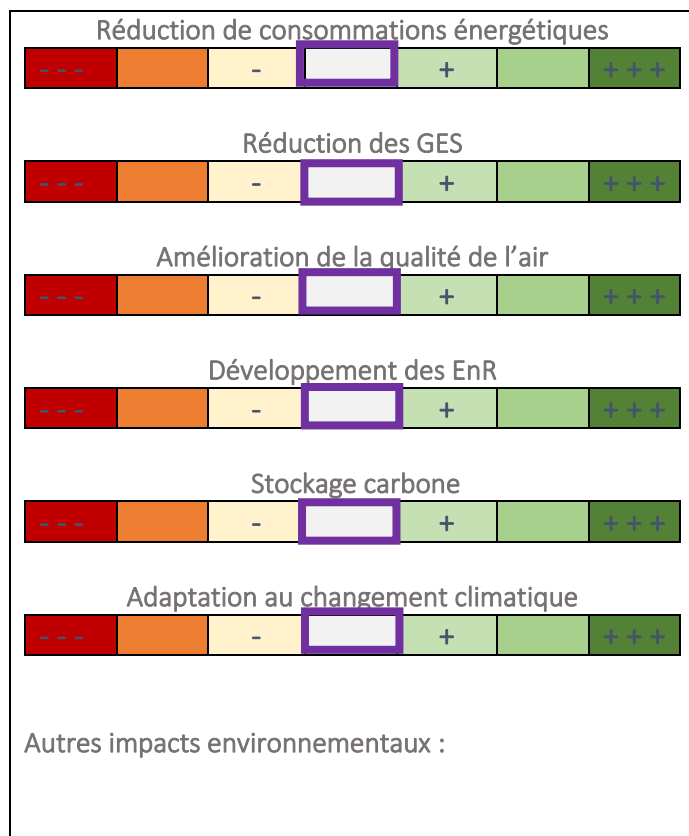 Réduction de consommations énergétiques
- - - - + + + +
Réduction des GES
- - - - + + + +
Amélioration de la qualité de l’air
- - - - + + + +
Développement des EnR
- - - - + + + +
Stockage carbone
- - - - + + + +
Adaptation au changement climatique
- - - - + + + +
Autres impacts environnementaux :